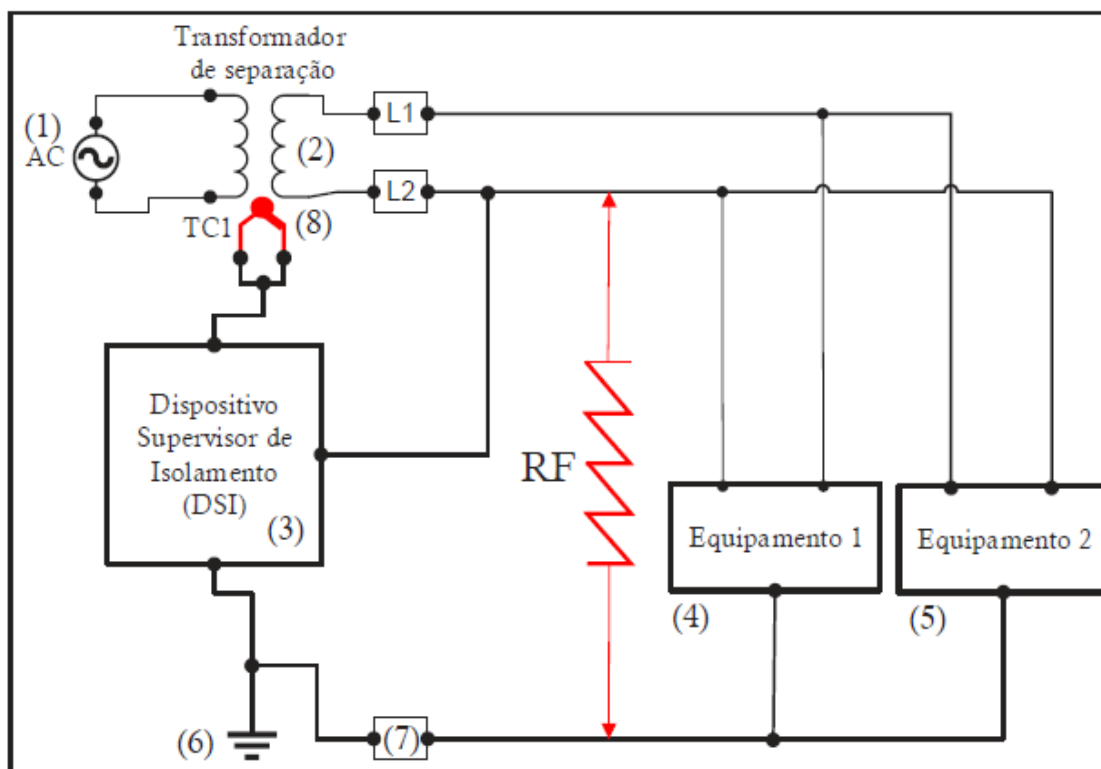 Transformador
de separação
(1)
AC
L1
(2)
L2
TC1
(8)
Dispositivo
Supervisor de
Isolamento
(DSI)
(3)
RF
Equipamento 1
Equipamento 2
(4)
(5)
(6)
(7)